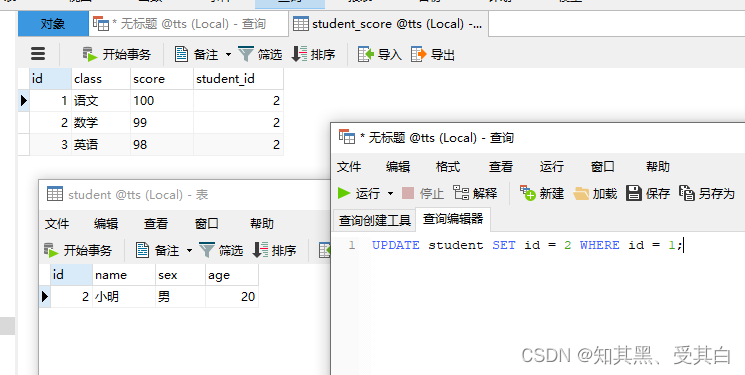 对象
* 无标题 @tts (Local) - 查询
student_score @tts (Local) -...
开始事务 备注 筛选 排序 导入 导出
id class score student_id
1 语文 100 2
2 数学 99 2
3 英语 98 2
student @tts (Local) - 表
文件 编辑 查看 窗口 帮助
开始事务 备注 筛选 排序
id name sex age
2 小明 男 20
* 无标题 @tts (Local) - 查询
文件 编辑 格式 查看 运行 窗口 帮助
运行 停止 解释 新建 加载 保存 另存为
查询创建工具 查询编辑器
1 UPDATE student SET id = 2 WHERE id = 1;
CSDN @知其黑、受其白